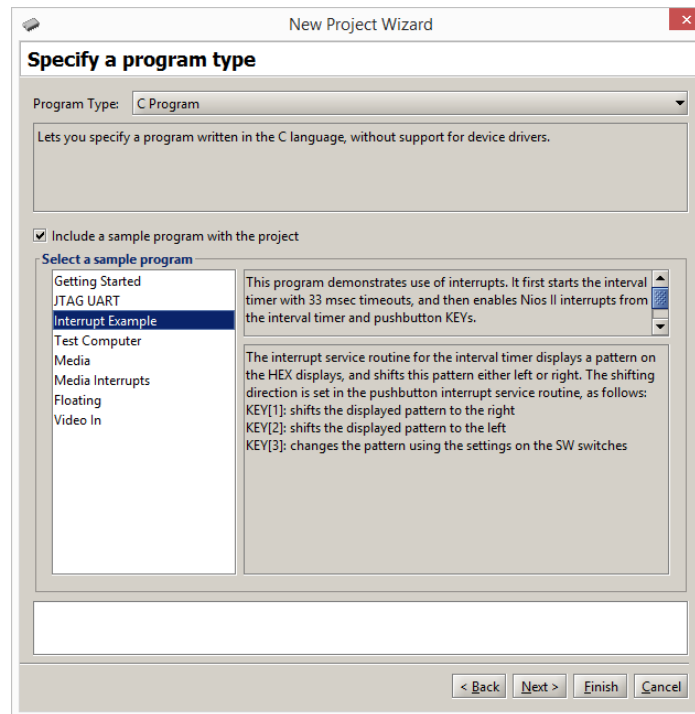 New Project Wizard
Specify a program type
Program Type: C Program
Lets you specify a program written in the C language, without support for device drivers.
Include a sample program with the project
Select a sample program
Getting Started
JTAG UART
Interrupt Example
Test Computer
Media
Media Interrupts
Floating
Video In
This program demonstrates use of interrupts. It first starts the interval
timer with 33 msec timeouts, and then enables Nios II interrupts from
the interval timer and pushbutton KEYs.
The interrupt service routine for the interval timer displays a pattern on
the HEX displays, and shifts this pattern either left or right. The shifting
direction is set in the pushbutton interrupt service routine, as follows:
KEY[1]: shifts the displayed pattern to the right
KEY[2]: shifts the displayed pattern to the left
KEY[3]: changes the pattern using the settings on the SW switches
< Back Next > Finish Cancel